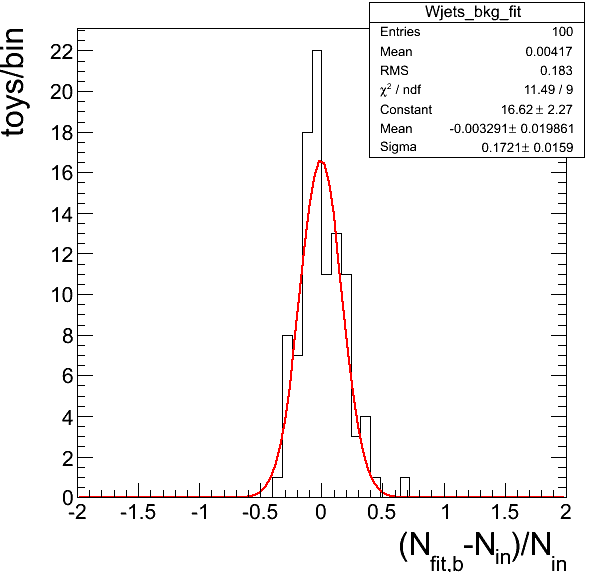 Wjets_bkg_fit
Entries 100
Mean 0.00417
RMS 0.183
χ² / ndf 11.49 / 9
Constant 16.62 ± 2.27
Mean -0.003291± 0.019861
Sigma 0.1721± 0.0159
toys/bin
22
20
18
16
14
12
10
8
6
4
2
0
-2 -1.5 -1 -0.5 0 0.5 1 1.5 2
(N_fit,b-N_in)/N_in